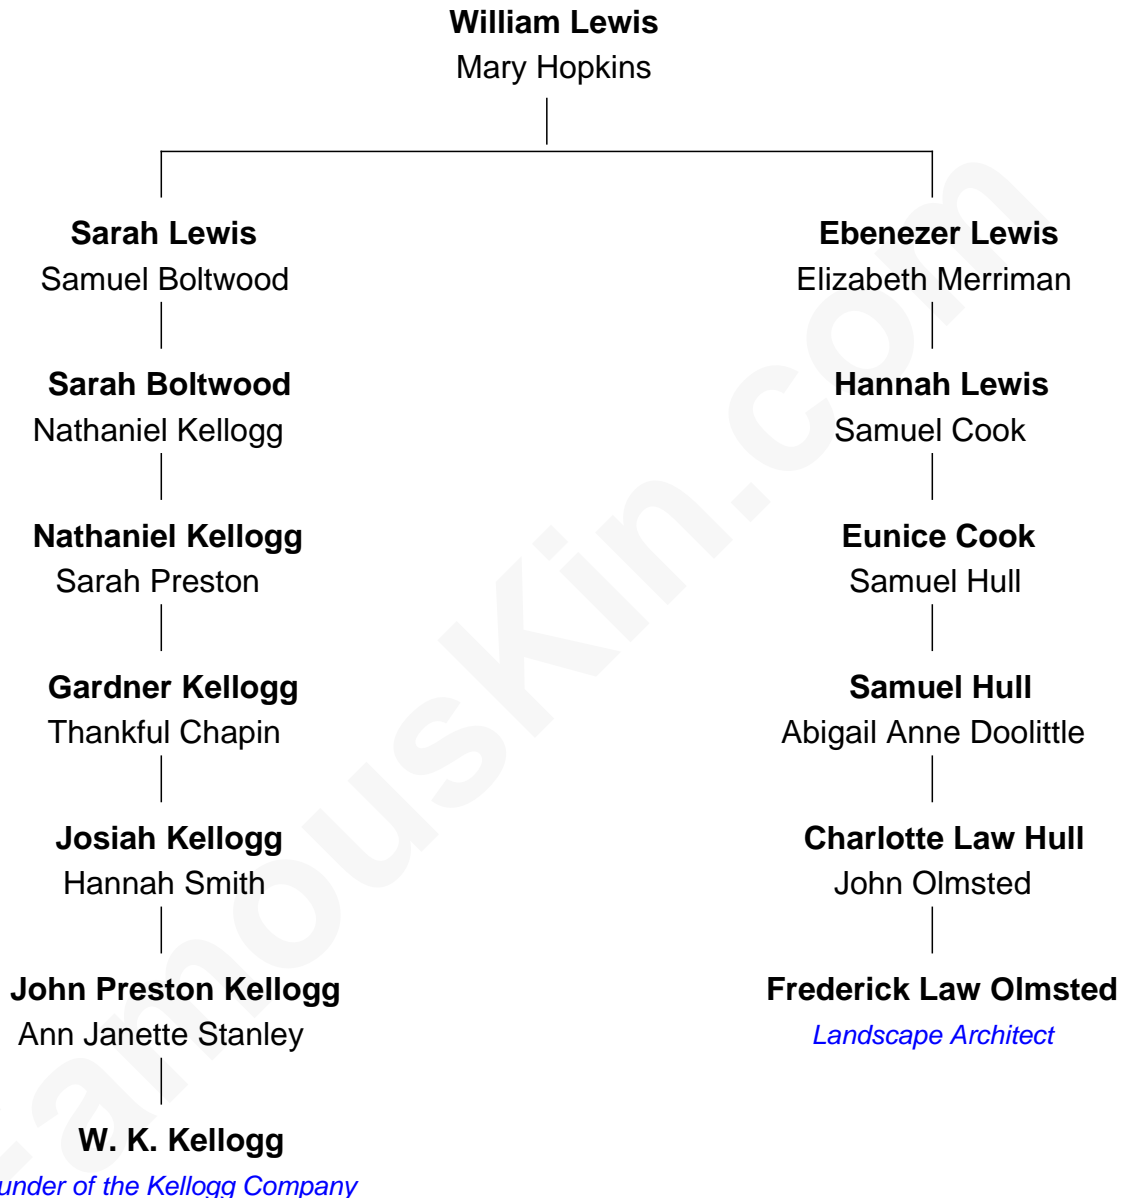 William Lewis
Mary Hopkins
Sarah Lewis
Samuel Boltwood
Ebenezer Lewis
Elizabeth Merriman
Sarah Boltwood
Nathaniel Kellogg
Hannah Lewis
Samuel Cook
Nathaniel Kellogg
Sarah Preston
Eunice Cook
Samuel Hull
Gardner Kellogg
Thankful Chapin
Samuel Hull
Abigail Anne Doolittle
Josiah Kellogg
Hannah Smith
Charlotte Law Hull
John Olmsted
John Preston Kellogg
Ann Janette Stanley
Frederick Law Olmsted
Landscape Architect
W. K. Kellogg
under of the Kellogg Company
FamousKin.com